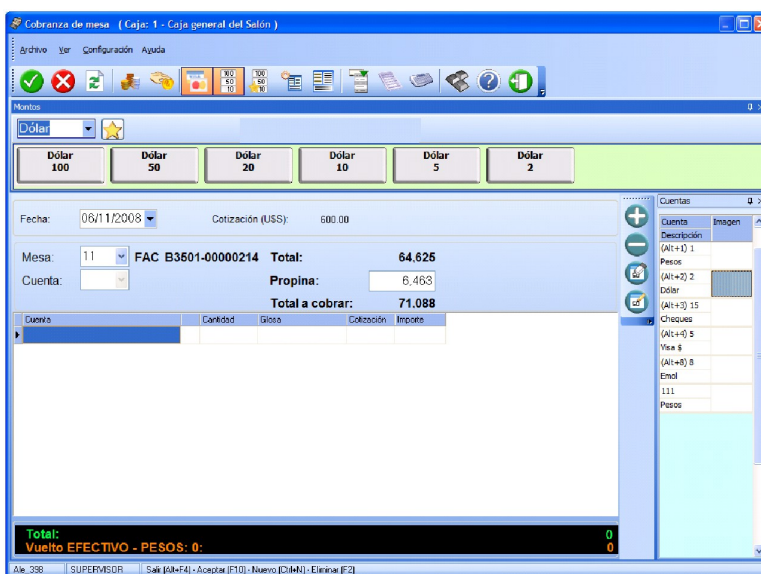 Cobranza de mesa ( Caja: 1 - Caja general del Salón )
Archivo Ver Configuración Ayuda
Montos
Dólar
Dólar 100
Dólar 50
Dólar 20
Dólar 10
Dólar 5
Dólar 2
Fecha: 06/11/2008 Cotización (U$S): 600.00
Mesa: 11 FAC B3501-00000214 Total: 64,625
Cuenta: Propina: 6,463
Total a cobrar: 71.088
Cuenta Cantidad Glosa Cotización Importe
Cuentas
Cuenta Imagen
Descripción
(Alt+1) 1
Pesos
(Alt+2) 2
Dólar
(Alt+3) 15
Cheques
(Alt+4) 5
Visa $
(Alt+8) 8
Emol
111
Pesos
Total: 0
Vuelto EFECTIVO - PESOS: 0: 0
Ale_398 SUPERVISOR Salir [Alt+F4] - Aceptar [F10] - Nuevo [Ctrl+N] - Eliminar [F2]